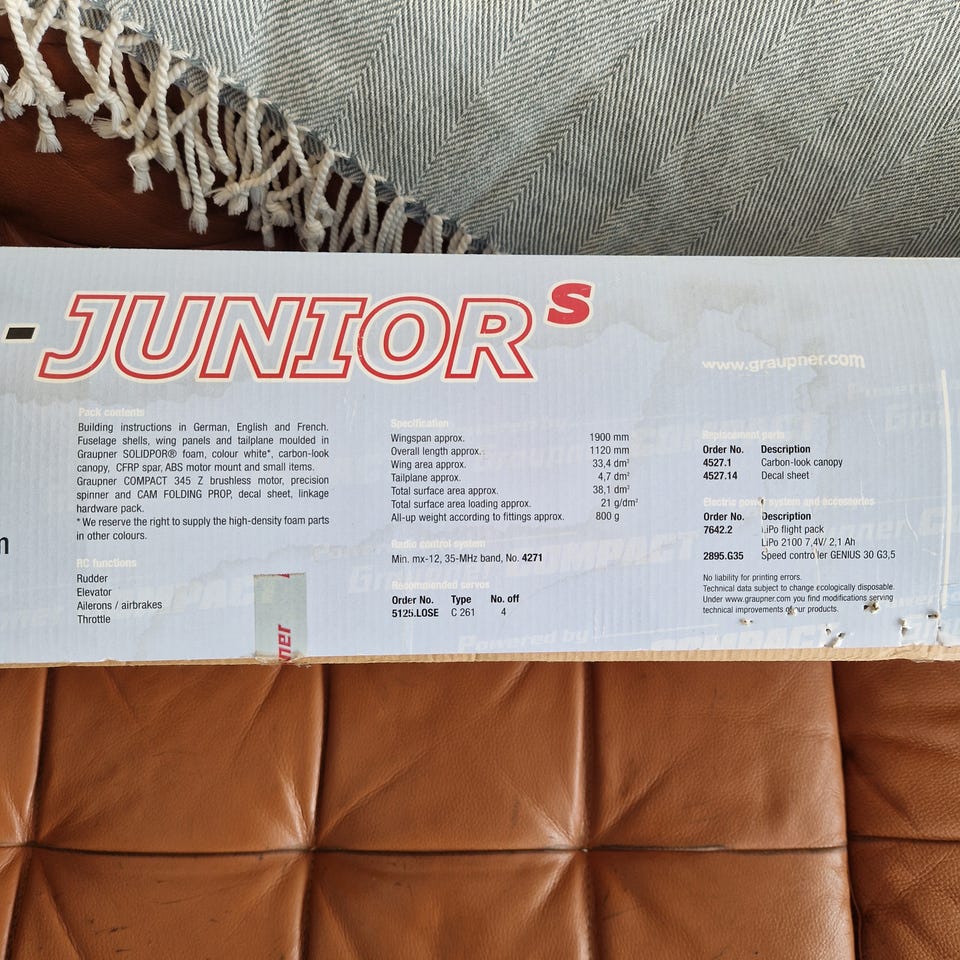 -JUNIOR S
www.graupner.com
Pack contents
Building instructions in German, English and French.
Fuselage shells, wing panels and tailplane moulded in
Graupner SOLIDPOR® foam, colour white*, carbon-look
canopy, CFRP spar, ABS motor mount and small items.
Graupner COMPACT 345 Z brushless motor, precision
spinner and CAM FOLDING PROP, decal sheet, linkage
hardware pack.
* We reserve the right to supply the high-density foam parts
in other colours.
RC functions
Rudder
Elevator
Ailerons / airbrakes
Throttle
Specification
Wingspan approx. 1900 mm
Overall length approx. 1120 mm
Wing area approx. 33,4 dm²
Tailplane approx. 4,7 dm²
Total surface area approx. 38,1 dm²
Total surface area loading approx. 21 g/dm²
All-up weight according to fittings approx. 800 g
Radio control system
Min. mx-12, 35-MHz band, No. 4271
Recommended servos
Order No. Type No. off
5125.LOSE C 261 4
Replacement parts
Order No. Description
4527.1 Carbon-look canopy
4527.14 Decal sheet
Electric power system and accessories
Order No. Description
7642.2 LiPo flight pack
LiPo 2100 7,4V/ 2,1 Ah
2895.G35 Speed controller GENIUS 30 G3,5
No liability for printing errors.
Technical data subject to change ecologically disposable.
Under www.graupner.com you find modifications serving
technical improvements of our products.
Powered by
COMPACT
ner